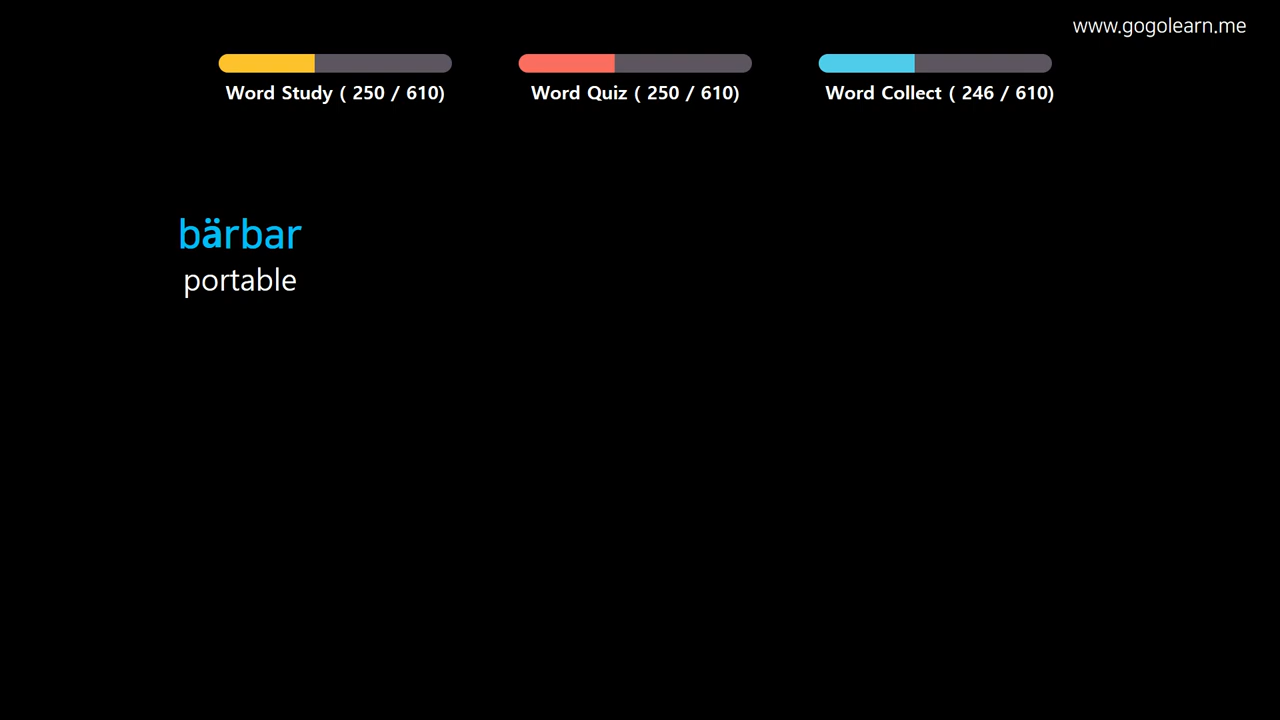 www.gogolearn.me
Word Study ( 250 / 610)
Word Quiz ( 250 / 610)
Word Collect ( 246 / 610)
bärbar
portable